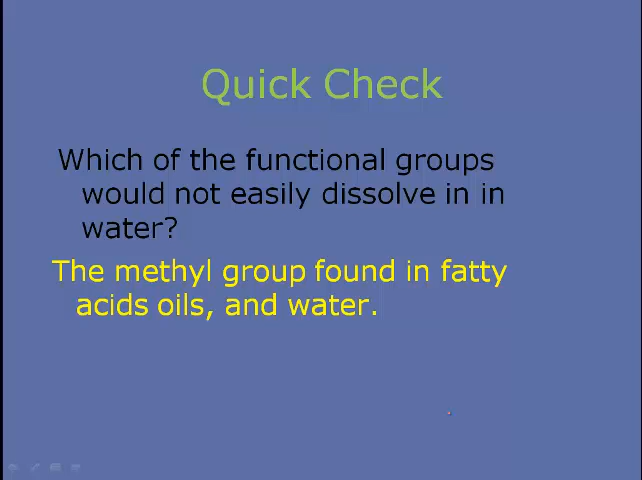 Quick Check
Which of the functional groups
would not easily dissolve in in
water?
The methyl group found in fatty
acids oils, and water.